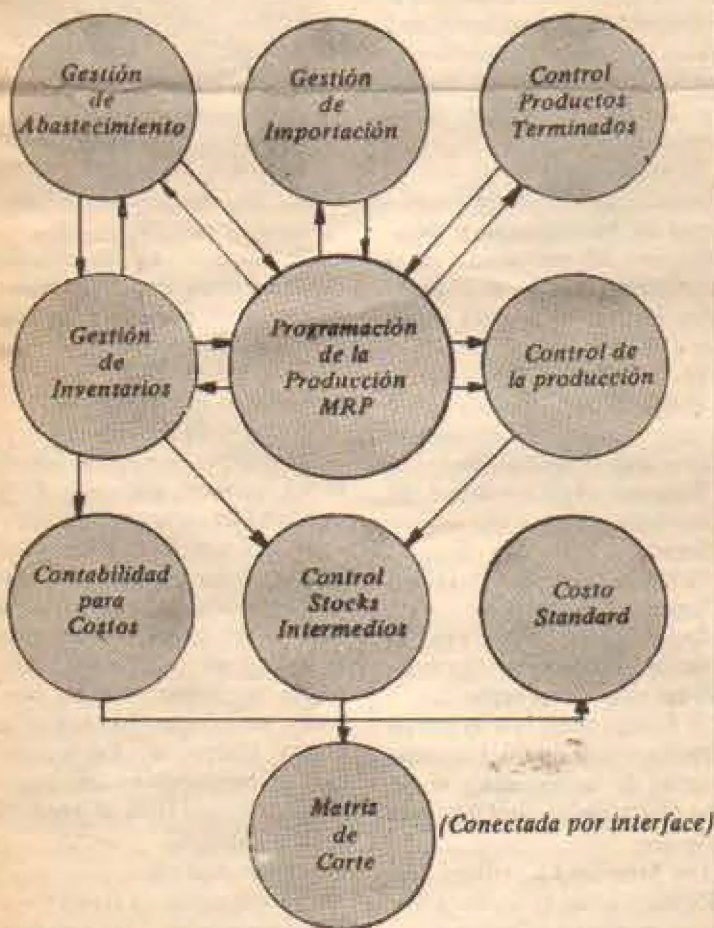 Gestión
de
Abastecimiento
Gestión
de
Importación
Control
Productos
Terminados
Gestión
de
Inventarios
Programación
de la
Producción
MRP
Control de
la producción
Contabilidad
para
Costos
Control
Stocks
Intermedios
Costo
Standard
Matriz
de
Corte
(Conectada por interface)